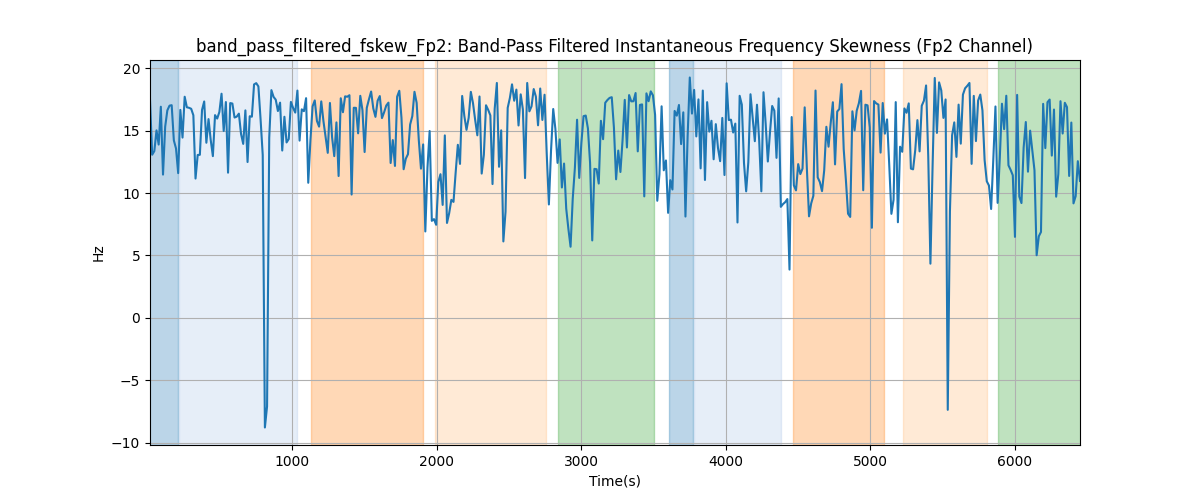 band_pass_filtered_fskew_Fp2: Band-Pass Filtered Instantaneous Frequency Skewness (Fp2 Channel)
20
15
10
5
0
−5
−10
Hz
1000 2000 3000 4000 5000 6000
Time(s)